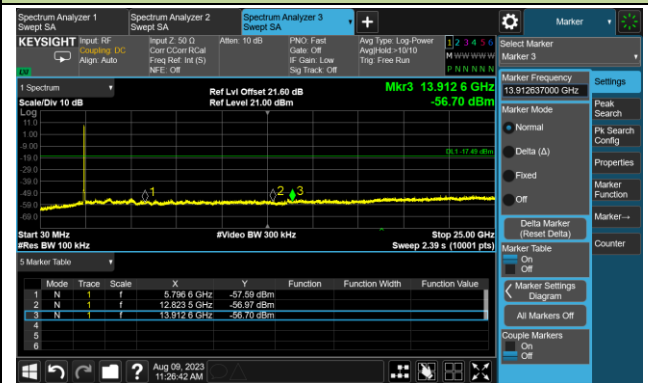 Spectrum Analyzer 1
Swept SA
Spectrum Analyzer 2
Swept SA
Spectrum Analyzer 3
Swept SA
Marker
KEYSIGHT
Input: RF
Coupling: DC
Align: Auto
Input Z: 50 Ω
Corr CCorr RCal
Freq Ref: Int (S)
NFE: Off
Atten: 10 dB
PNO: Fast
Gate: Off
IF Gain: Low
Sig Track: Off
Avg Type: Log-Power
Avg|Hold >10/10
Trig: Free Run
1 2 3 4 5 6
M W W W W W
P N N N N N
Select Marker
Marker 3
1 Spectrum
Scale/Div 10 dB
Log
Ref Lvl Offset 21.60 dB
Ref Level 21.00 dBm
Mkr3 13.912 6 GHz
-56.70 dBm
11.0
1.00
-9.00
-19.0
-29.0
-39.0
-49.0
-59.0
-69.0
DL1 -17.49 dBm
1
2
3
Start 30 MHz
#Res BW 100 kHz
#Video BW 300 kHz
Stop 25.00 GHz
Sweep 2.39 s (10001 pts)
5 Marker Table
Mode Trace Scale X Y Function Function Width Function Value
1 N 1 f 5.796 6 GHz -57.59 dBm
2 N 1 f 12.823 5 GHz -56.97 dBm
3 N 1 f 13.912 6 GHz -56.70 dBm
4
5
6
Marker Frequency
13.912637000 GHz
Marker Mode
Normal
Delta (Δ)
Fixed
Off
Delta Marker
(Reset Delta)
Marker Table
On
Off
Marker Settings
Diagram
All Markers Off
Couple Markers
On
Off
Settings
Peak
Search
Pk Search
Config
Properties
Marker
Function
Marker→
Counter
Aug 09, 2023
11:26:42 AM